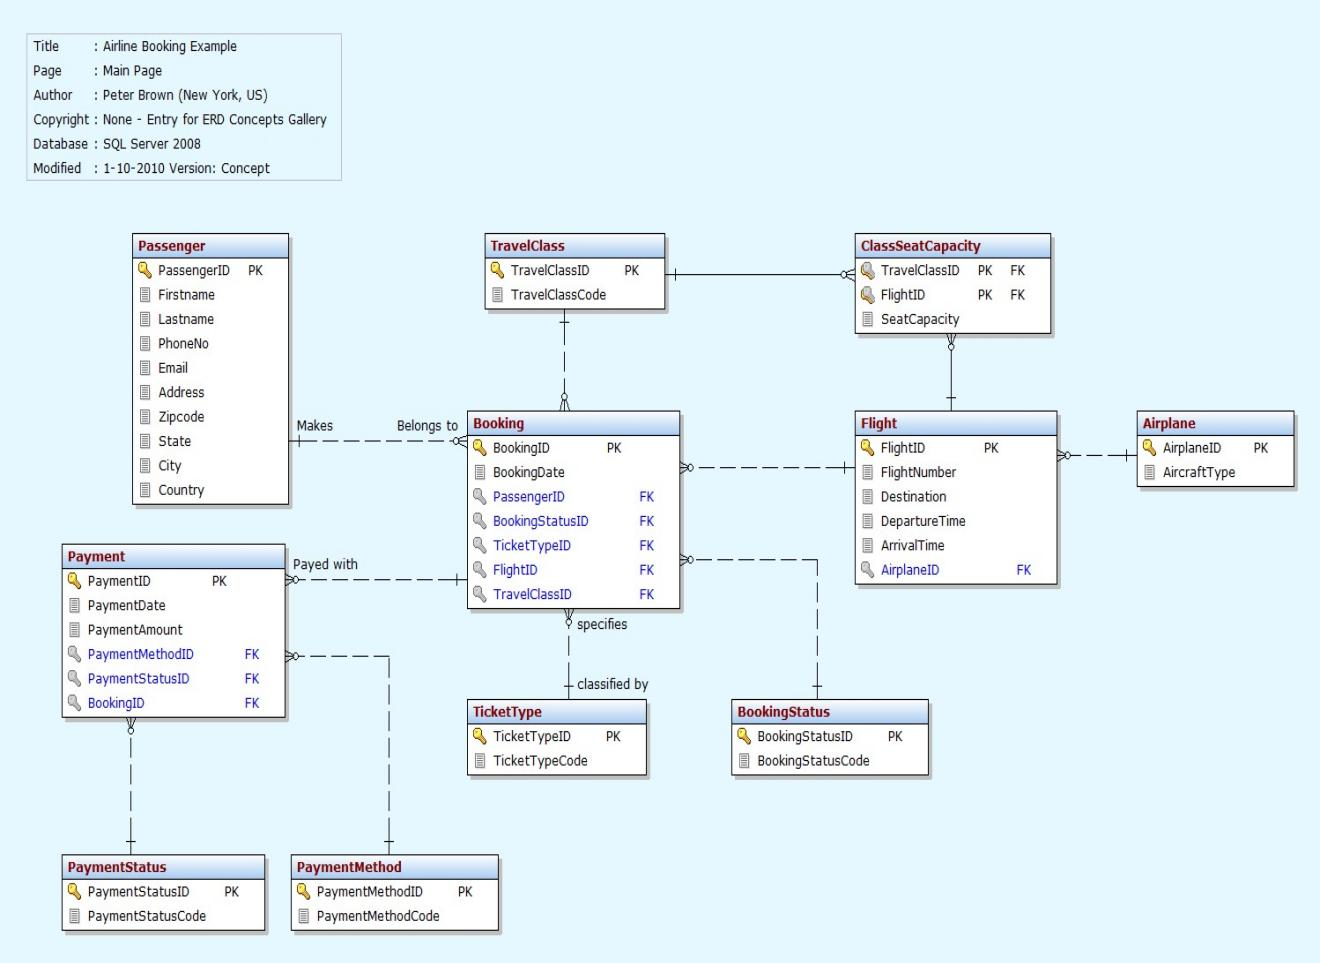 Title : Airline Booking Example
Page : Main Page
Author : Peter Brown (New York, US)
Copyright : None - Entry for ERD Concepts Gallery
Database : SQL Server 2008
Modified : 1-10-2010 Version: Concept
Passenger
PassengerID PK
Firstname
Lastname
PhoneNo
Email
Address
Zipcode
State
City
Country
TravelClass
TravelClassID PK
TravelClassCode
ClassSeatCapacity
TravelClassID PK FK
FlightID PK FK
SeatCapacity
Makes
Belongs to
Booking
BookingID PK
BookingDate
PassengerID FK
BookingStatusID FK
TicketTypeID FK
FlightID FK
TravelClassID FK
Flight
FlightID PK
FlightNumber
Destination
DepartureTime
ArrivalTime
AirplaneID FK
Airplane
AirplaneID PK
AircraftType
Payment
PaymentID PK
PaymentDate
PaymentAmount
PaymentMethodID FK
PaymentStatusID FK
BookingID FK
Payed with
specifies
classified by
TicketType
TicketTypeID PK
TicketTypeCode
BookingStatus
BookingStatusID PK
BookingStatusCode
PaymentStatus
PaymentStatusID PK
PaymentStatusCode
PaymentMethod
PaymentMethodID PK
PaymentMethodCode